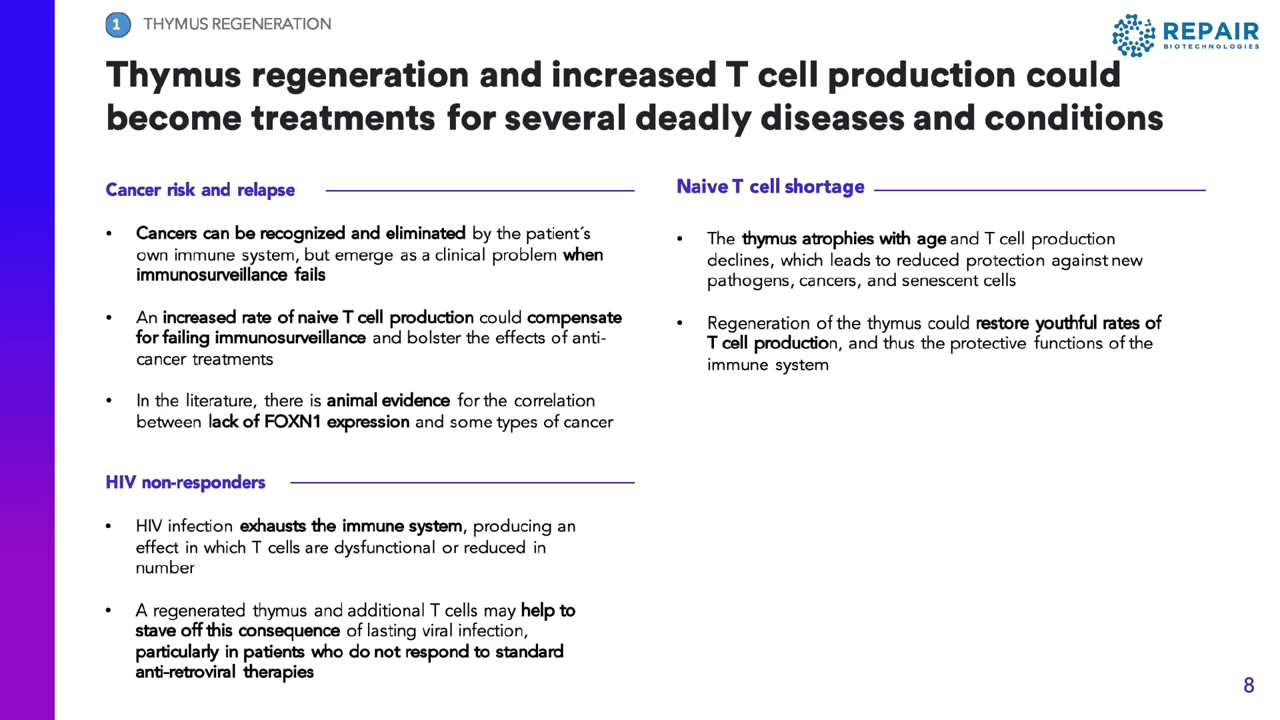 1 THYMUS REGENERATION
REPAIR
BIOTECHNOLOGIES
Thymus regeneration and increased T cell production could
become treatments for several deadly diseases and conditions
Cancer risk and relapse
• Cancers can be recognized and eliminated by the patient´s
own immune system, but emerge as a clinical problem when
immunosurveillance fails
• An increased rate of naive T cell production could compensate
for failing immunosurveillance and bolster the effects of anti-
cancer treatments
• In the literature, there is animal evidence for the correlation
between lack of FOXN1 expression and some types of cancer
HIV non-responders
• HIV infection exhausts the immune system, producing an
effect in which T cells are dysfunctional or reduced in
number
• A regenerated thymus and additional T cells may help to
stave off this consequence of lasting viral infection,
particularly in patients who do not respond to standard
anti-retroviral therapies
Naive T cell shortage
• The thymus atrophies with age and T cell production
declines, which leads to reduced protection against new
pathogens, cancers, and senescent cells
• Regeneration of the thymus could restore youthful rates of
T cell production, and thus the protective functions of the
immune system
8